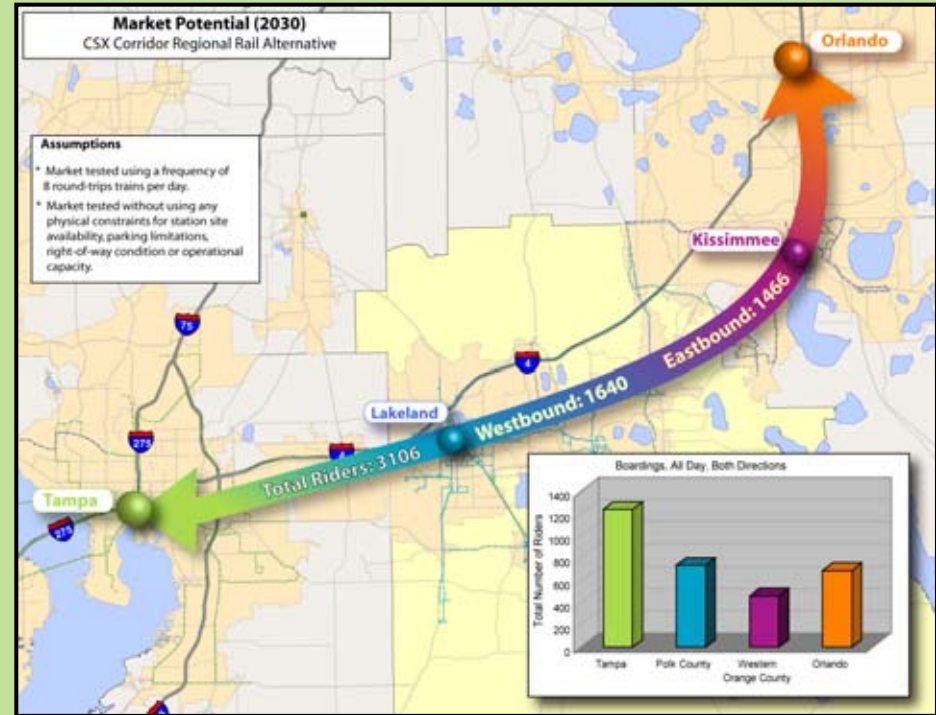 Market Potential (2030)
CSX Corridor Regional Rail Alternative
Assumptions
* Market tested using a frequency of
8 round-trips trains per day.
* Market tested without using any
physical constraints for station site
availability, parking limitations,
right-of-way condition or operational
capacity.
Orlando
Kissimmee
Eastbound: 1466
75
4
Westbound: 1640
Lakeland
275
4
Total Riders: 3106
Tampa
275
4
Boardings, All Day, Both Directions
Total Number of Riders
1400
1200
1000
800
600
400
200
0
Tampa
Polk County
Western
Orange County
Orlando